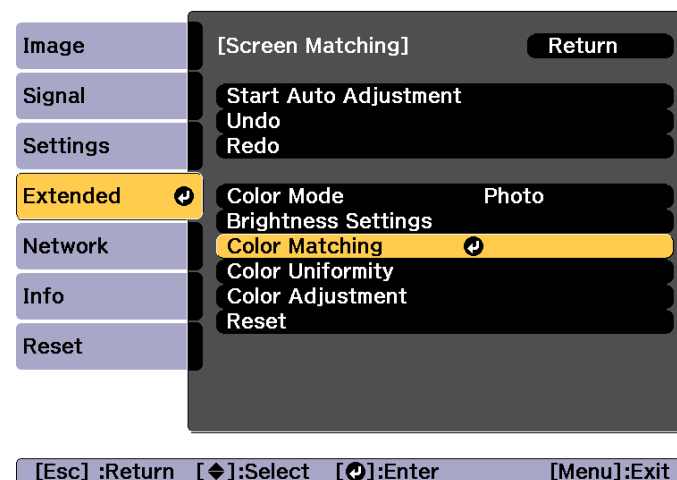 Image
Signal
Settings
Extended
Network
Info
Reset
[Screen Matching] Return
Start Auto Adjustment
Undo
Redo
Color Mode Photo
Brightness Settings
Color Matching
Color Uniformity
Color Adjustment
Reset
[Esc] :Return [◆]:Select [↵]:Enter [Menu]:Exit